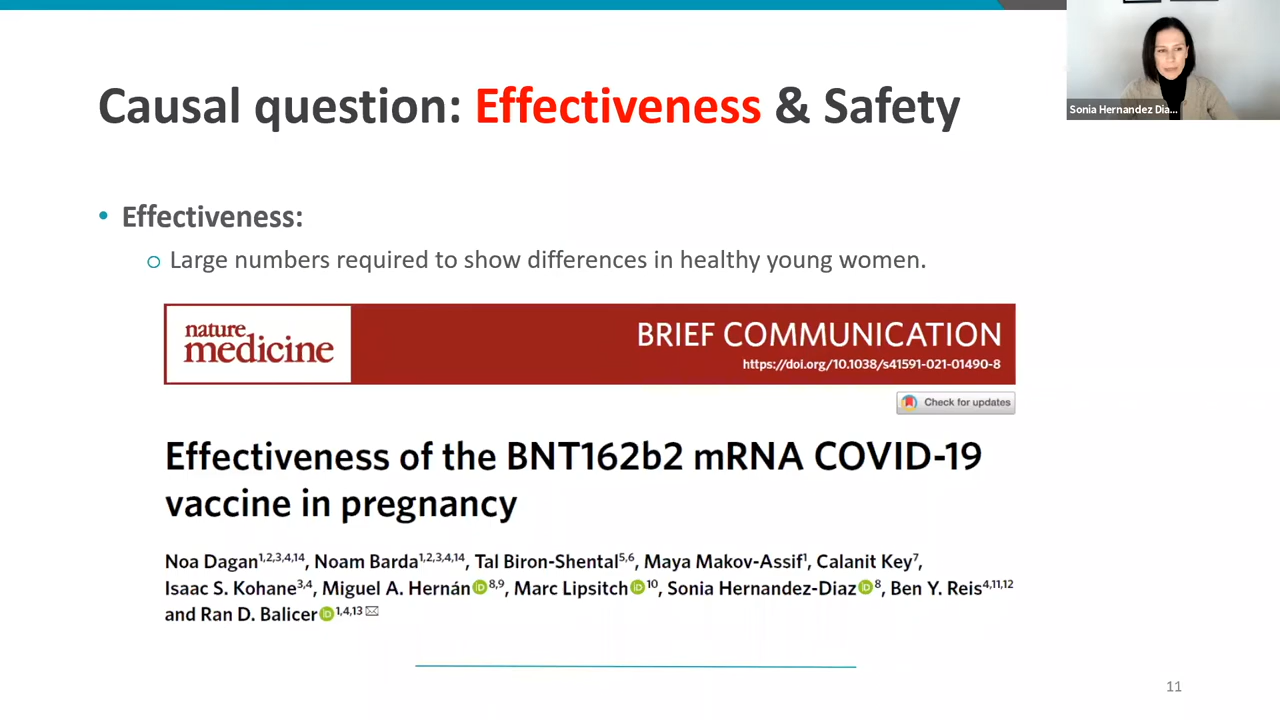 Causal question: Effectiveness & Safety
Sonia Hernandez Dia...
• Effectiveness:
o Large numbers required to show differences in healthy young women.
nature
medicine
BRIEF COMMUNICATION
https://doi.org/10.1038/s41591-021-01490-8
Check for updates
Effectiveness of the BNT162b2 mRNA COVID-19
vaccine in pregnancy
Noa Dagan1,2,3,4,14, Noam Barda1,2,3,4,14, Tal Biron-Shental5,6, Maya Makov-Assif1, Calanit Key7,
Isaac S. Kohane3,4, Miguel A. Hernán iD 8,9, Marc Lipsitch iD 10, Sonia Hernandez-Diaz iD 8, Ben Y. Reis4,11,12
and Ran D. Balicer iD 1,4,13 ✉
11